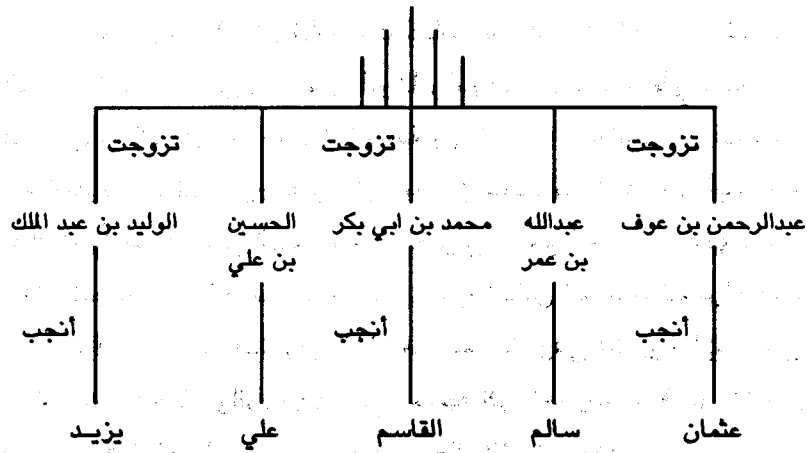 تزوجت تزوجت تزوجت
عبدالرحمن بن عوف عبدالله محمد بن ابي بكر الحسين الوليد بن عبد الملك
بن عمر بن علي
أنجب أنجب أنجب
عثمان سالم القاسم علي يزيد